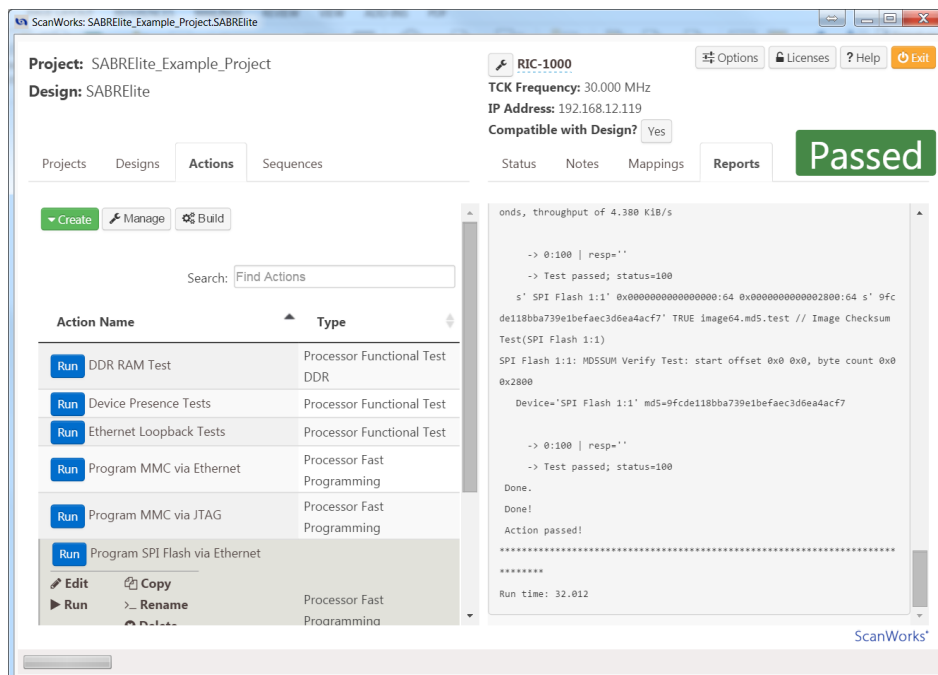 ScanWorks: SABRElite_Example_Project.SABRElite
Project: SABRElite_Example_Project
Design: SABRElite
RIC-1000
TCK Frequency: 30.000 MHz
IP Address: 192.168.12.119
Compatible with Design? Yes
Options Licenses ? Help Exit
Projects Designs Actions Sequences
Status Notes Mappings Reports
Passed
Create Manage Build
Search: Find Actions
Action Name Type
Run DDR RAM Test Processor Functional Test
DDR
Run Device Presence Tests Processor Functional Test
Run Ethernet Loopback Tests Processor Functional Test
Run Program MMC via Ethernet Processor Fast
Programming
Run Program MMC via JTAG Processor Fast
Programming
Run Program SPI Flash via Ethernet
Edit Copy
Run Rename
Delete
Processor Fast
Programming
onds, throughput of 4.380 KiB/s
-> 0:100 | resp=''
-> Test passed; status=100
s' SPI Flash 1:1' 0x0000000000000000:64 0x0000000000002800:64 s' 9fc
de118bba739e1befaec3d6ea4acf7' TRUE image64.md5.test // Image Checksum
Test(SPI Flash 1:1)
SPI Flash 1:1: MD5SUM Verify Test: start offset 0x0 0x0, byte count 0x0
0x2800
Device='SPI Flash 1:1' md5=9fcde118bba739e1befaec3d6ea4acf7
-> 0:100 | resp=''
-> Test passed; status=100
Done.
Done!
Action passed!
**********************************************************************
********
Run time: 32.012
ScanWorks